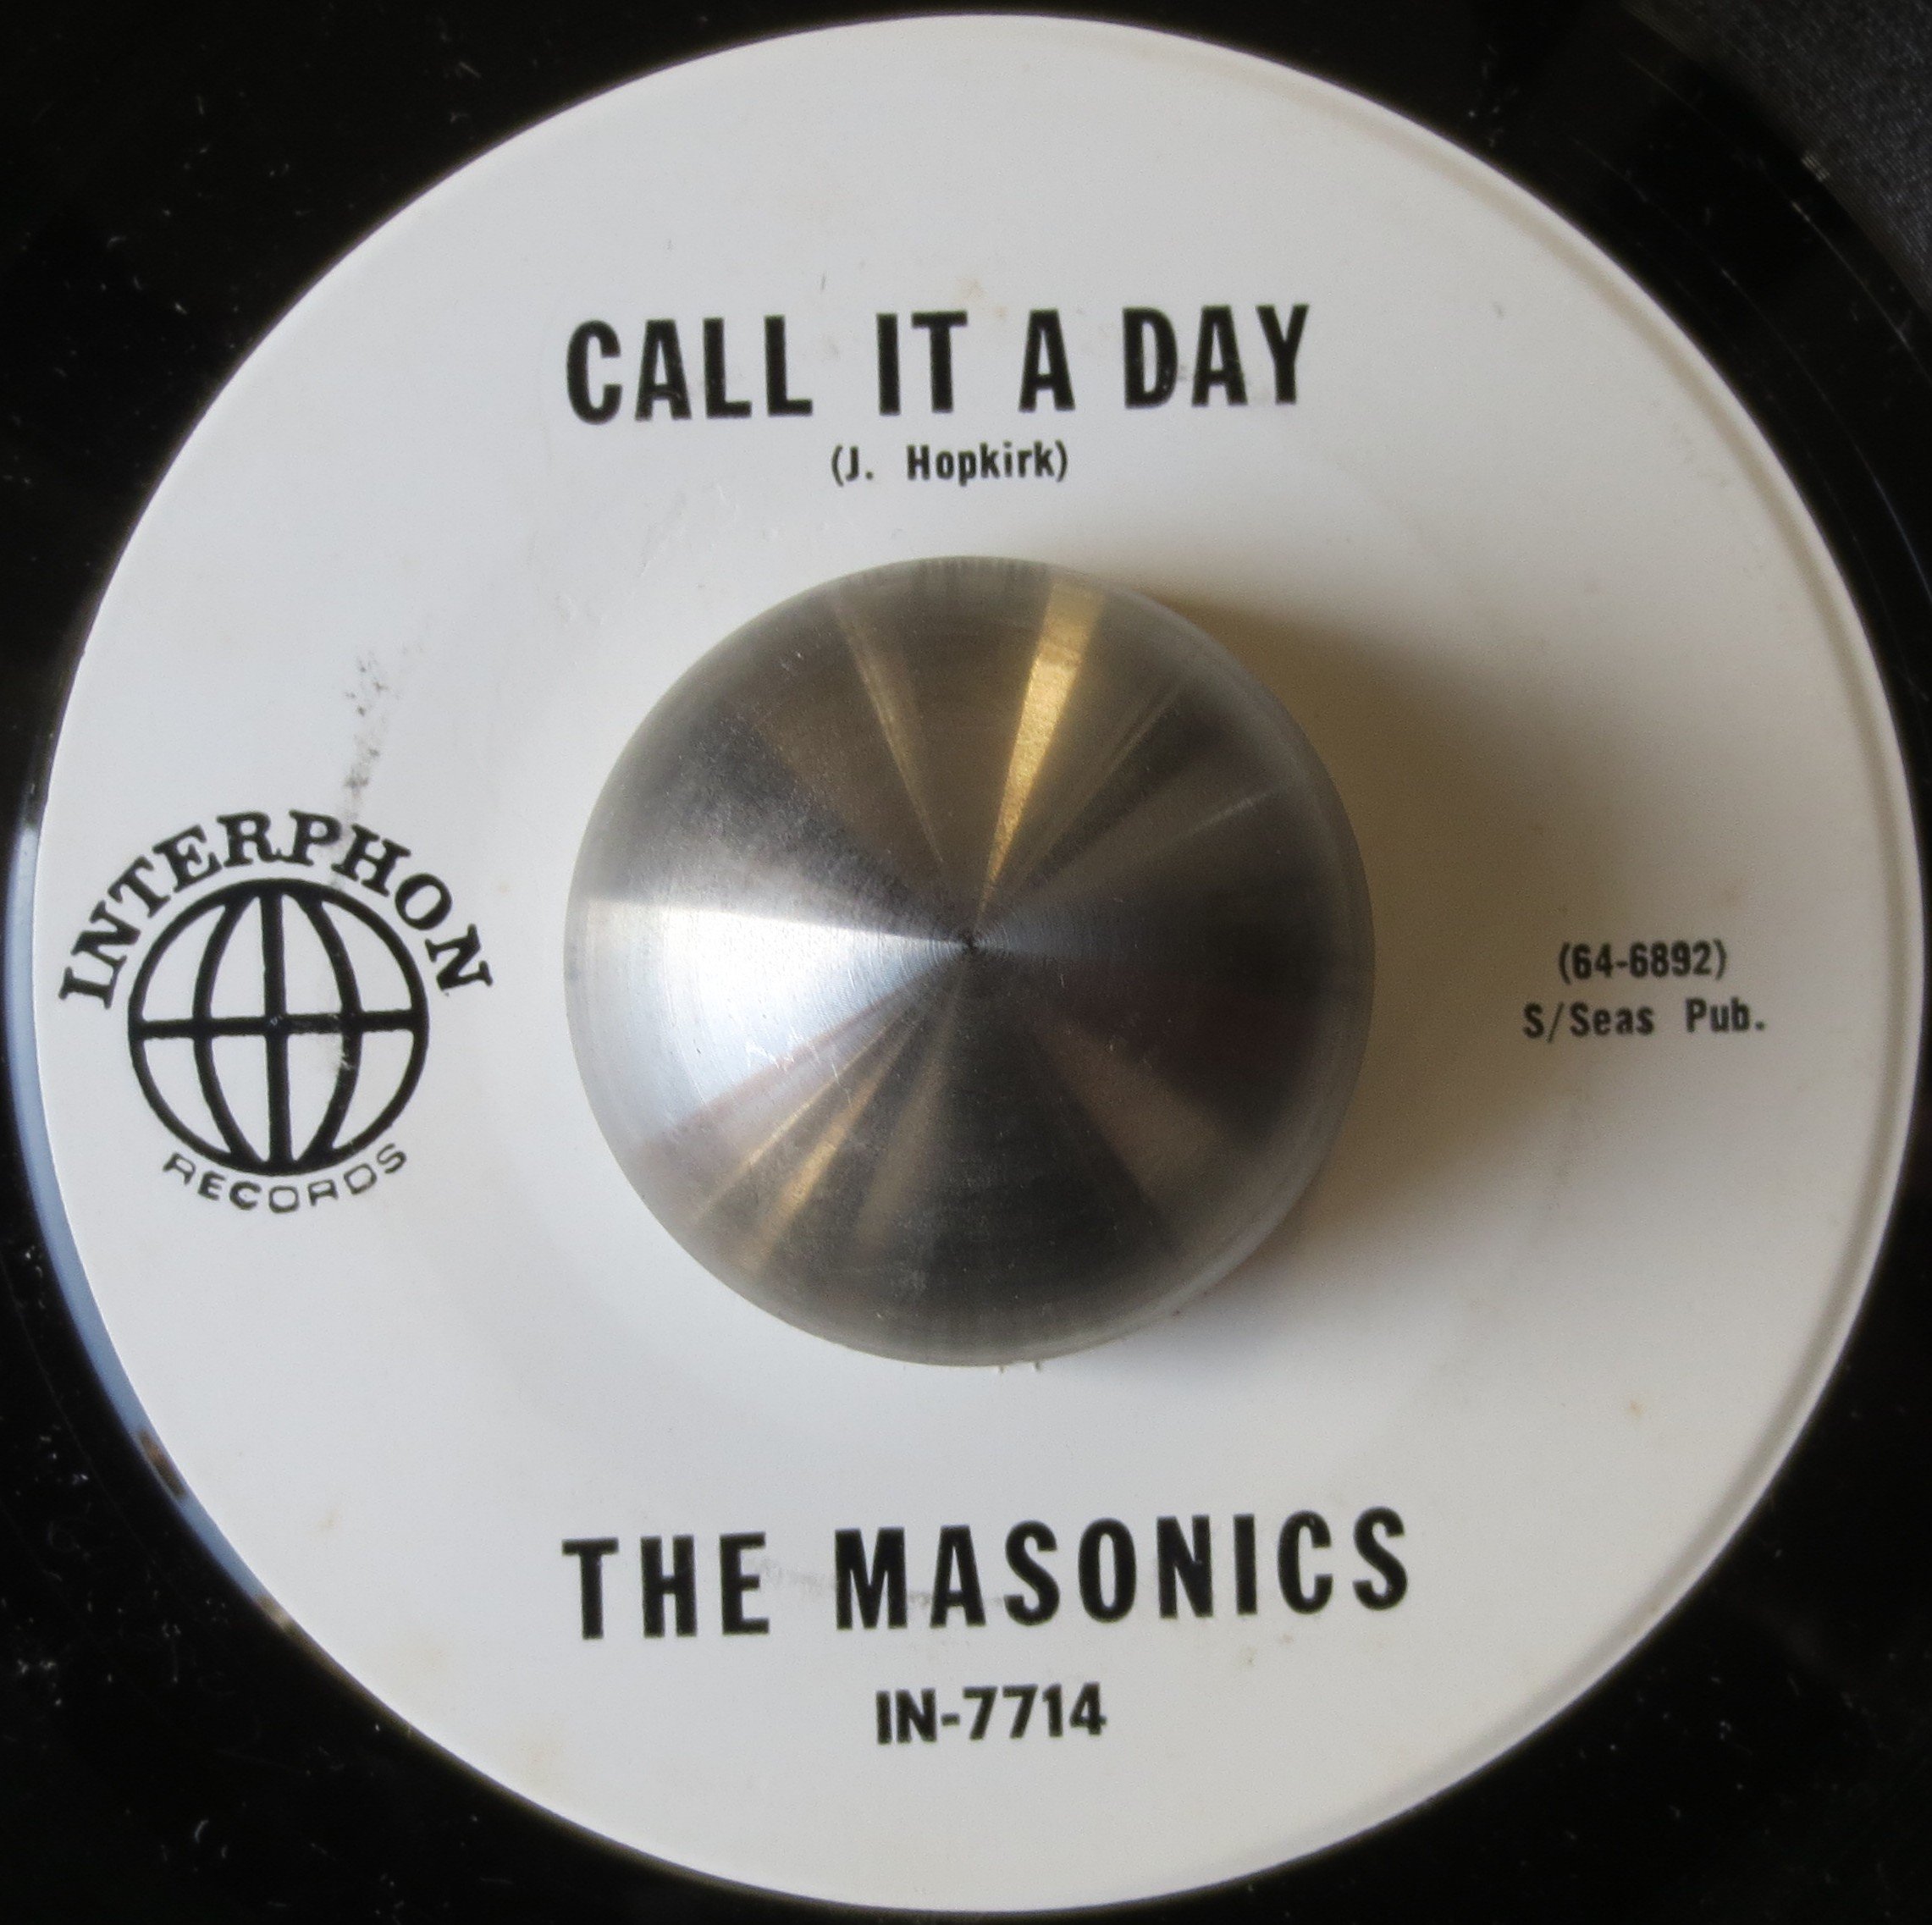 CALL IT A DAY
(J. Hopkirk)
INTERPHON
RECORDS
(64-6892)
S/Seas Pub.
THE MASONICS
IN-7714